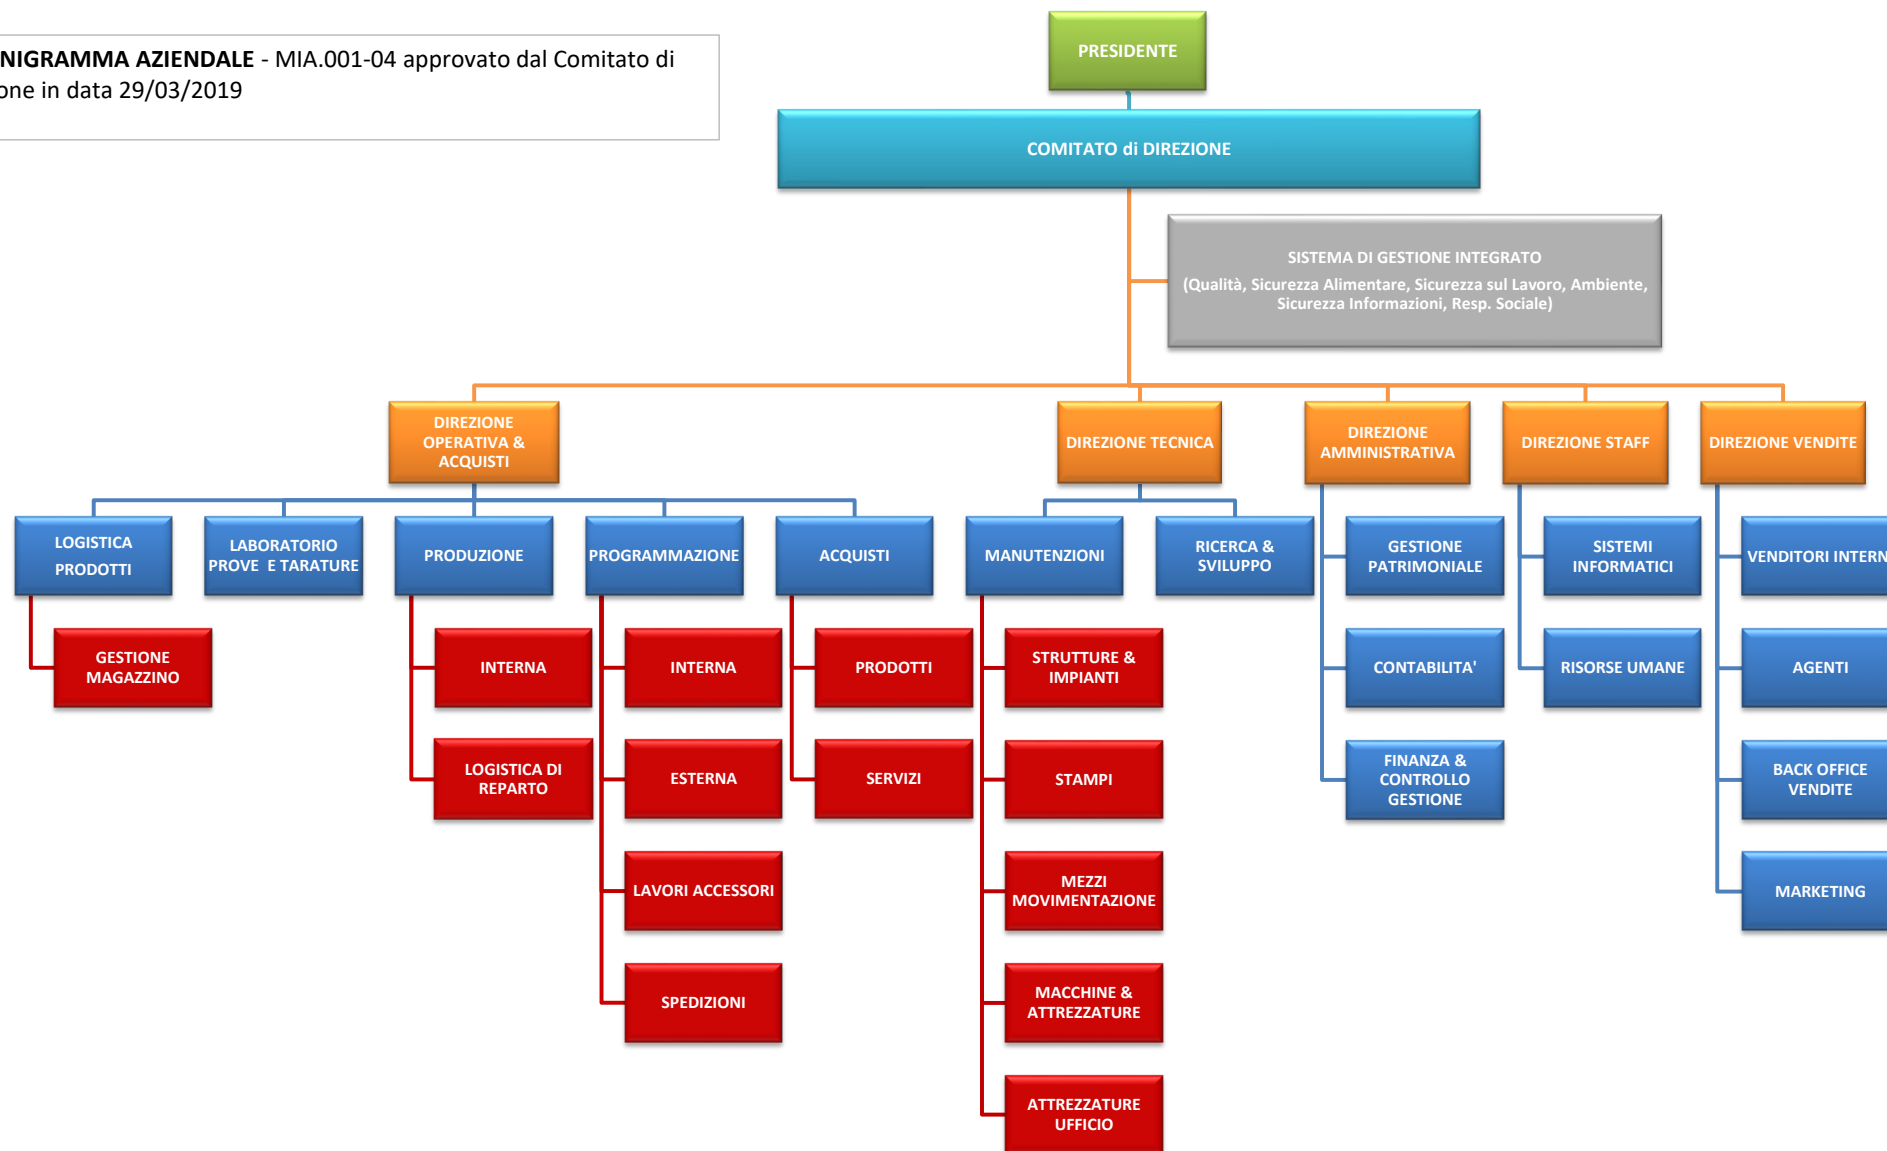 NIGRAMMA AZIENDALE - MIA.001-04 approvato dal Comitato di
one in data 29/03/2019
PRESIDENTE
COMITATO di DIREZIONE
SISTEMA DI GESTIONE INTEGRATO
(Qualità, Sicurezza Alimentare, Sicurezza sul Lavoro, Ambiente,
Sicurezza Informazioni, Resp. Sociale)
DIREZIONE
OPERATIVA &
ACQUISTI
DIREZIONE TECNICA
DIREZIONE
AMMINISTRATIVA
DIREZIONE STAFF
DIREZIONE VENDITE
LOGISTICA
PRODOTTI
LABORATORIO
PROVE E TARATURE
PRODUZIONE
PROGRAMMAZIONE
ACQUISTI
MANUTENZIONI
RICERCA &
SVILUPPO
GESTIONE
PATRIMONIALE
SISTEMI
INFORMATICI
VENDITORI INTERN
GESTIONE
MAGAZZINO
INTERNA
INTERNA
PRODOTTI
STRUTTURE &
IMPIANTI
CONTABILITA'
RISORSE UMANE
AGENTI
LOGISTICA DI
REPARTO
ESTERNA
SERVIZI
STAMPI
FINANZA &
CONTROLLO
GESTIONE
BACK OFFICE
VENDITE
LAVORI ACCESSORI
MEZZI
MOVIMENTAZIONE
MARKETING
SPEDIZIONI
MACCHINE &
ATTREZZATURE
ATTREZZATURE
UFFICIO